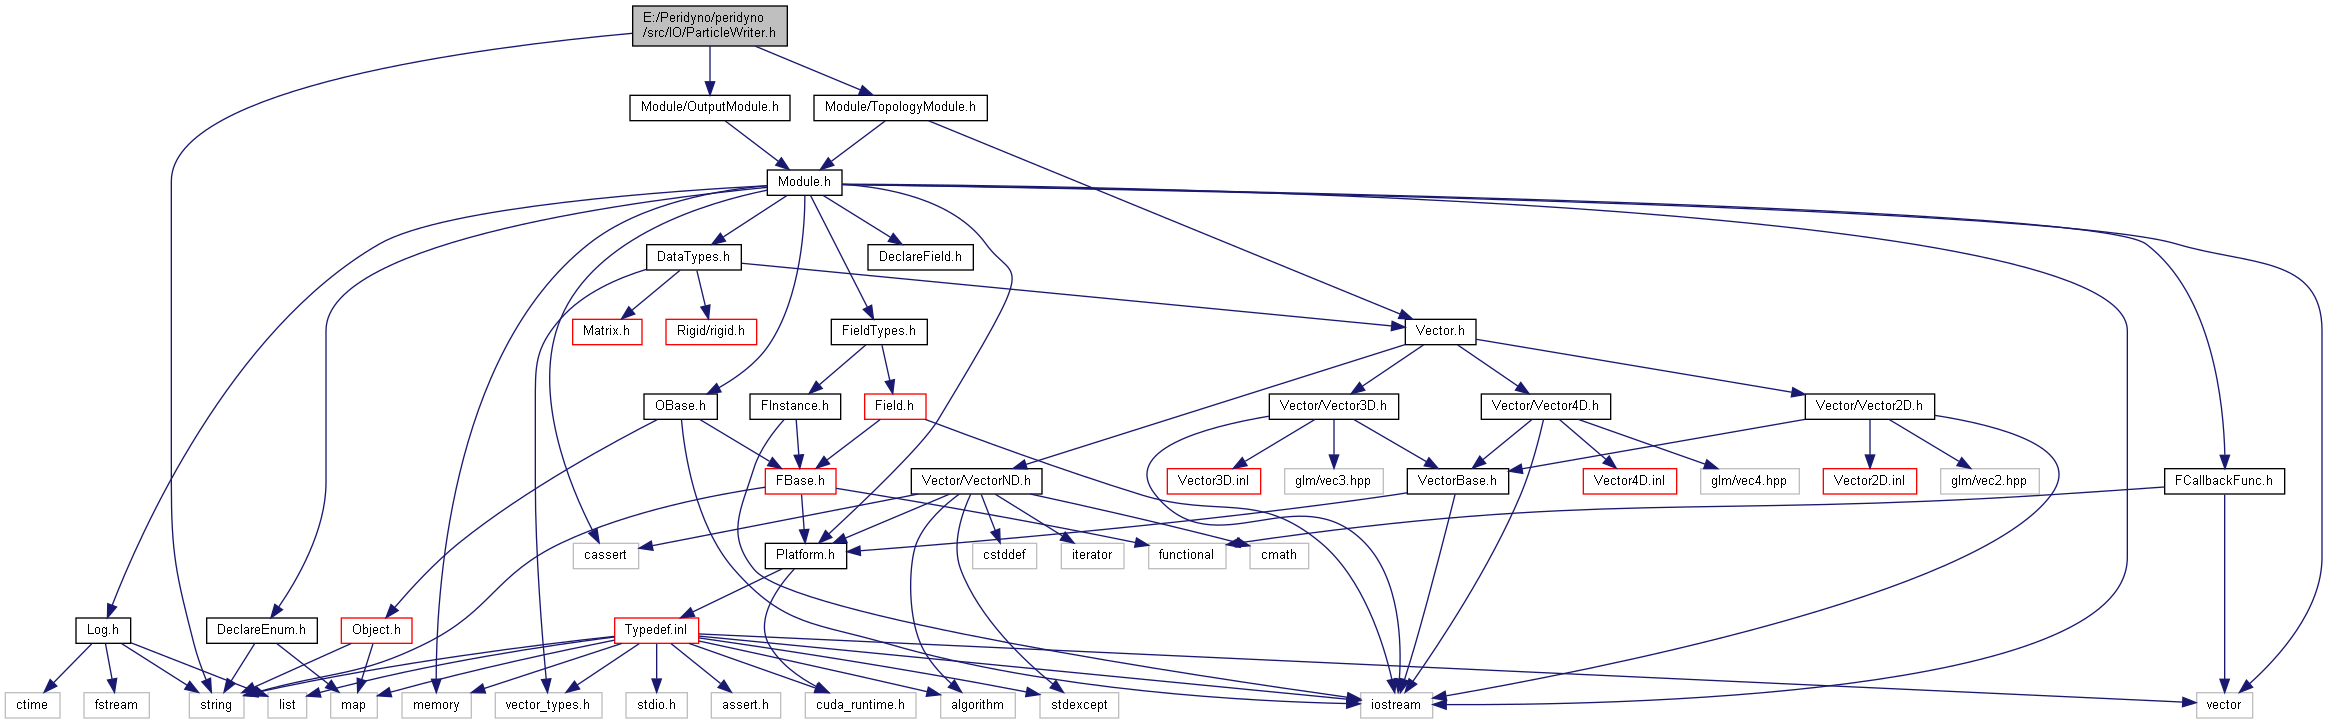 E:/Peridyno/peridyno
/src/IO/ParticleWriter.h
Module/OutputModule.h
Module/TopologyModule.h
Module.h
DataTypes.h
DeclareField.h
Matrix.h
Rigid/rigid.h
FieldTypes.h
Vector.h
OBase.h
FInstance.h
Field.h
Vector/Vector3D.h
Vector/Vector4D.h
Vector/Vector2D.h
FBase.h
Vector/VectorND.h
Vector3D.inl
glm/vec3.hpp
VectorBase.h
Vector4D.inl
glm/vec4.hpp
Vector2D.inl
glm/vec2.hpp
FCallbackFunc.h
cassert
Platform.h
cstddef
iterator
functional
cmath
Log.h
DeclareEnum.h
Object.h
Typedef.inl
ctime
fstream
string
list
map
memory
vector_types.h
stdio.h
assert.h
cuda_runtime.h
algorithm
stdexcept
iostream
vector